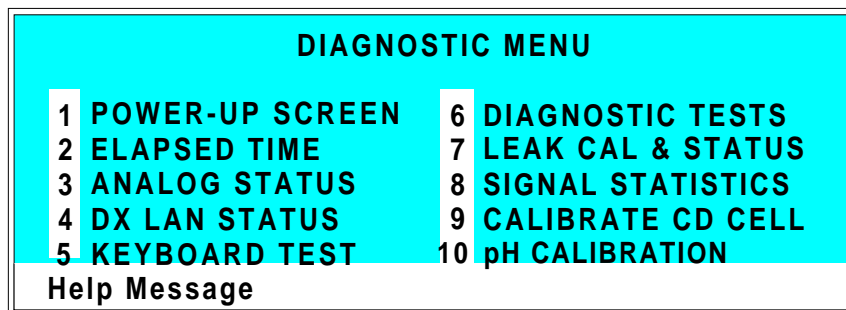 DIAGNOSTIC MENU
1 POWER-UP SCREEN
2 ELAPSED TIME
3 ANALOG STATUS
4 DX LAN STATUS
5 KEYBOARD TEST
6 DIAGNOSTIC TESTS
7 LEAK CAL & STATUS
8 SIGNAL STATISTICS
9 CALIBRATE CD CELL
10 pH CALIBRATION
Help Message